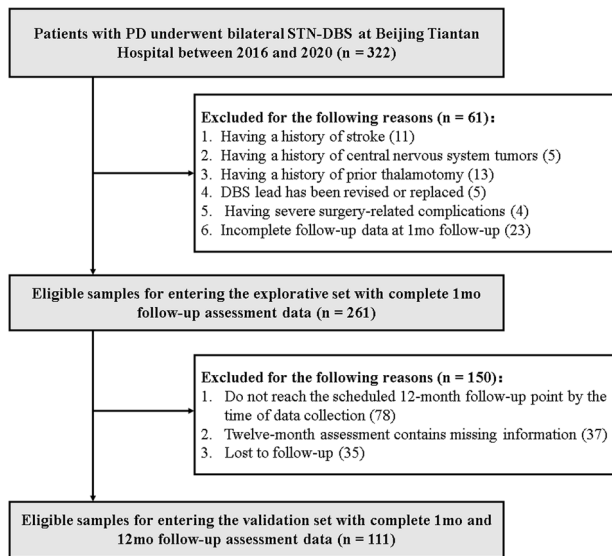 Patients with PD underwent bilateral STN-DBS at Beijing Tiantan
Hospital between 2016 and 2020 (n = 322)
Excluded for the following reasons (n = 61)：
1. Having a history of stroke (11)
2. Having a history of central nervous system tumors (5)
3. Having a history of prior thalamotomy (13)
4. DBS lead has been revised or replaced (5)
5. Having severe surgery-related complications (4)
6. Incomplete follow-up data at 1mo follow-up (23)
Eligible samples for entering the explorative set with complete 1mo
follow-up assessment data (n = 261)
Excluded for the following reasons (n = 150)：
1. Do not reach the scheduled 12-month follow-up point by the
time of data collection (78)
2. Twelve-month assessment contains missing information (37)
3. Lost to follow-up (35)
Eligible samples for entering the validation set with complete 1mo and
12mo follow-up assessment data (n = 111)